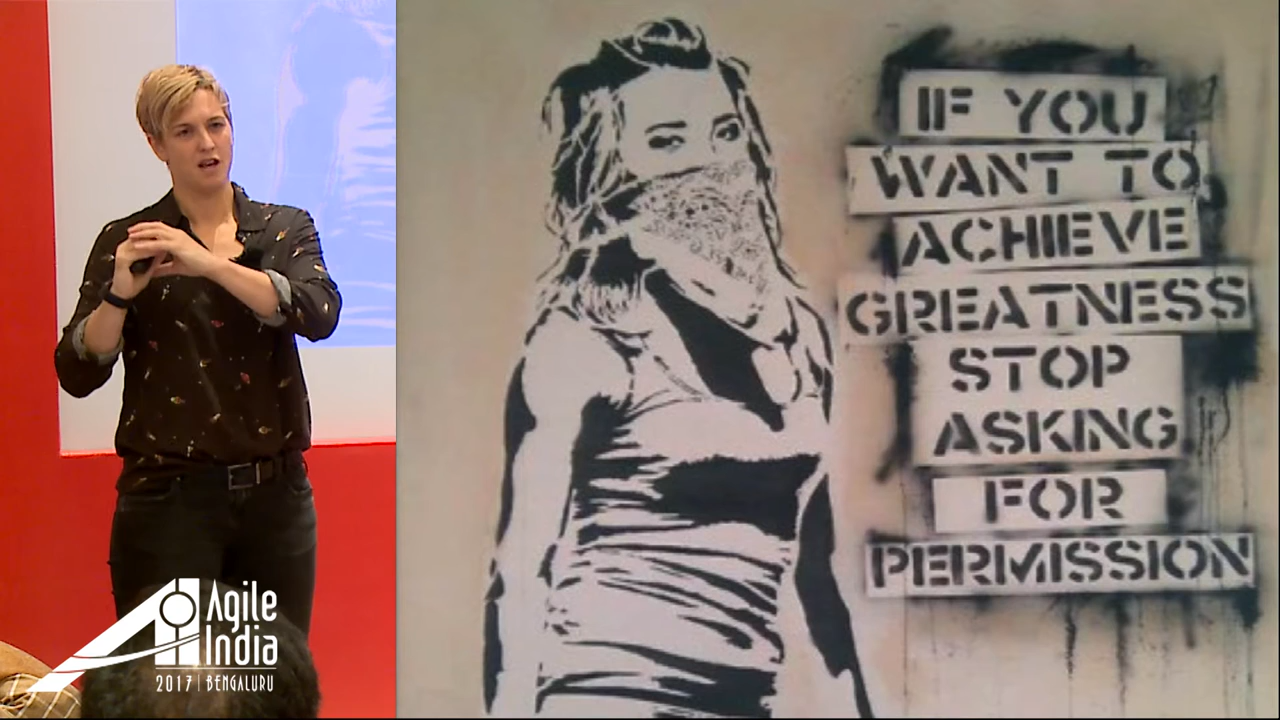 IF YOU
WANT TO
ACHIEVE
GREATNESS
STOP
ASKING
FOR
PERMISSION
Agile
India
2017 | BENGALURU